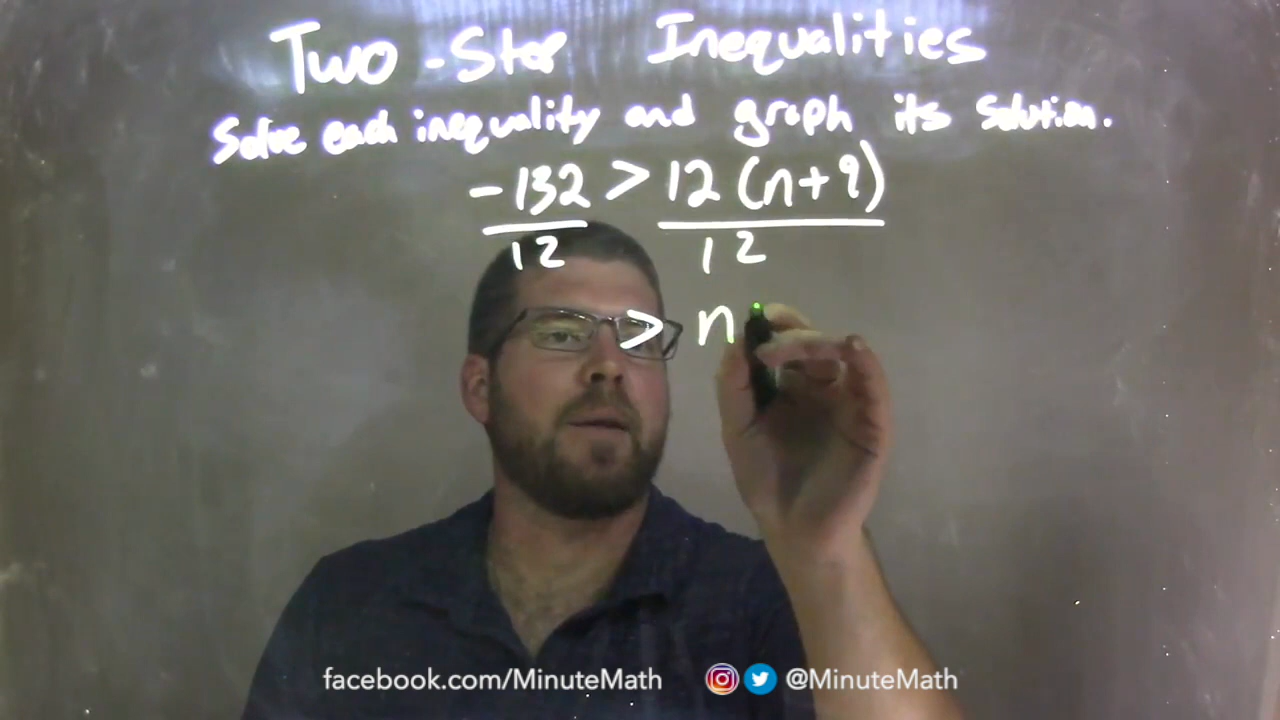 Two-Step Inequalities
Solve each inequality and graph its solution.
-132 > 12 (n+9)
12 12
> n
facebook.com/MinuteMath @MinuteMath